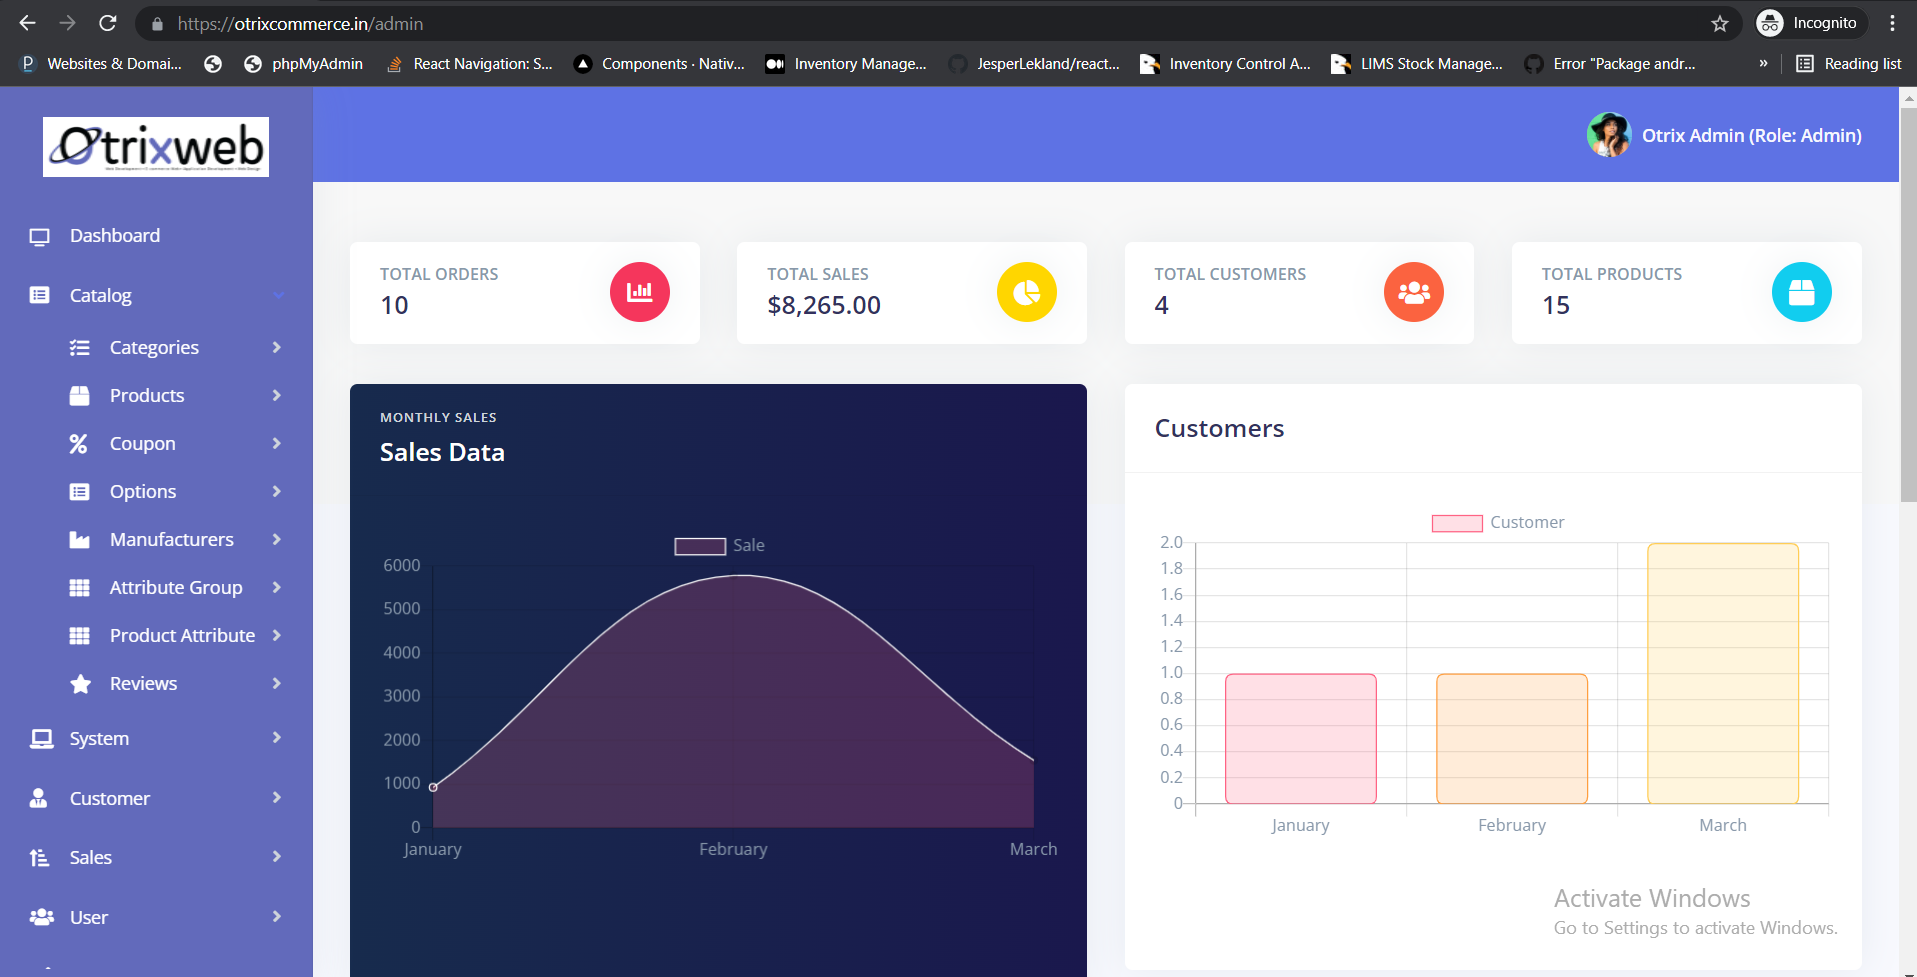 https://otrixcommerce.in/admin
Incognito
Websites & Domai...
phpMyAdmin
React Navigation: S...
Components · Nativ...
Inventory Manage...
JesperLekland/react...
Inventory Control A...
LIMS Stock Manage...
Error "Package andr...
»
Reading list
Otrixweb
Otrix Admin (Role: Admin)
Dashboard
Catalog
Categories
Products
Coupon
Options
Manufacturers
Attribute Group
Product Attribute
Reviews
System
Customer
Sales
User
TOTAL ORDERS
10
TOTAL SALES
$8,265.00
TOTAL CUSTOMERS
4
TOTAL PRODUCTS
15
MONTHLY SALES
Sales Data
Sale
6000
5000
4000
3000
2000
1000
0
January February March
Customers
Customer
2.0
1.8
1.6
1.4
1.2
1.0
0.8
0.6
0.4
0.2
0
January February March
Activate Windows
Go to Settings to activate Windows.